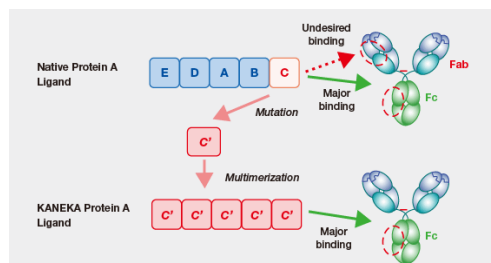 Undesired
binding
Native Protein A
Ligand
E D A B C
Fab
Major
binding
Fc
Mutation
C'
Multimerization
KANEKA Protein A
Ligand
C' C' C' C' C'
Major
binding
Fc